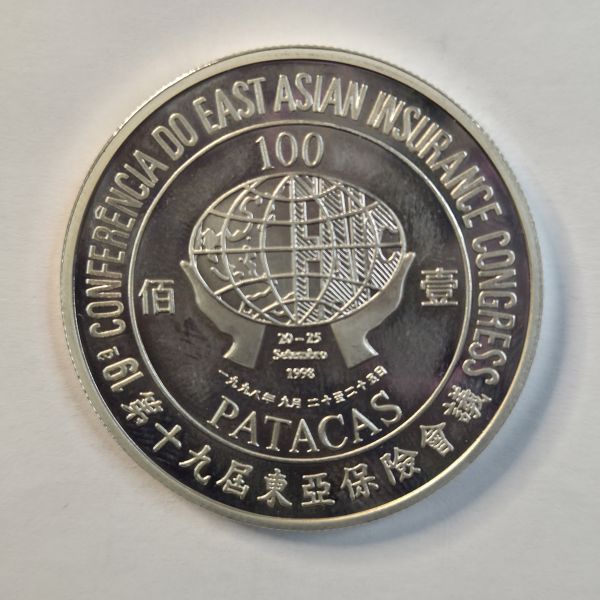 19ª CONFERÊNCIA DO EAST ASIAN INSURANCE CONGRESS
100
佰 壹
20-25
Setembro
1998
一九九八年九月二十至二十五日
PATACAS
第十九屆東亞保險會議